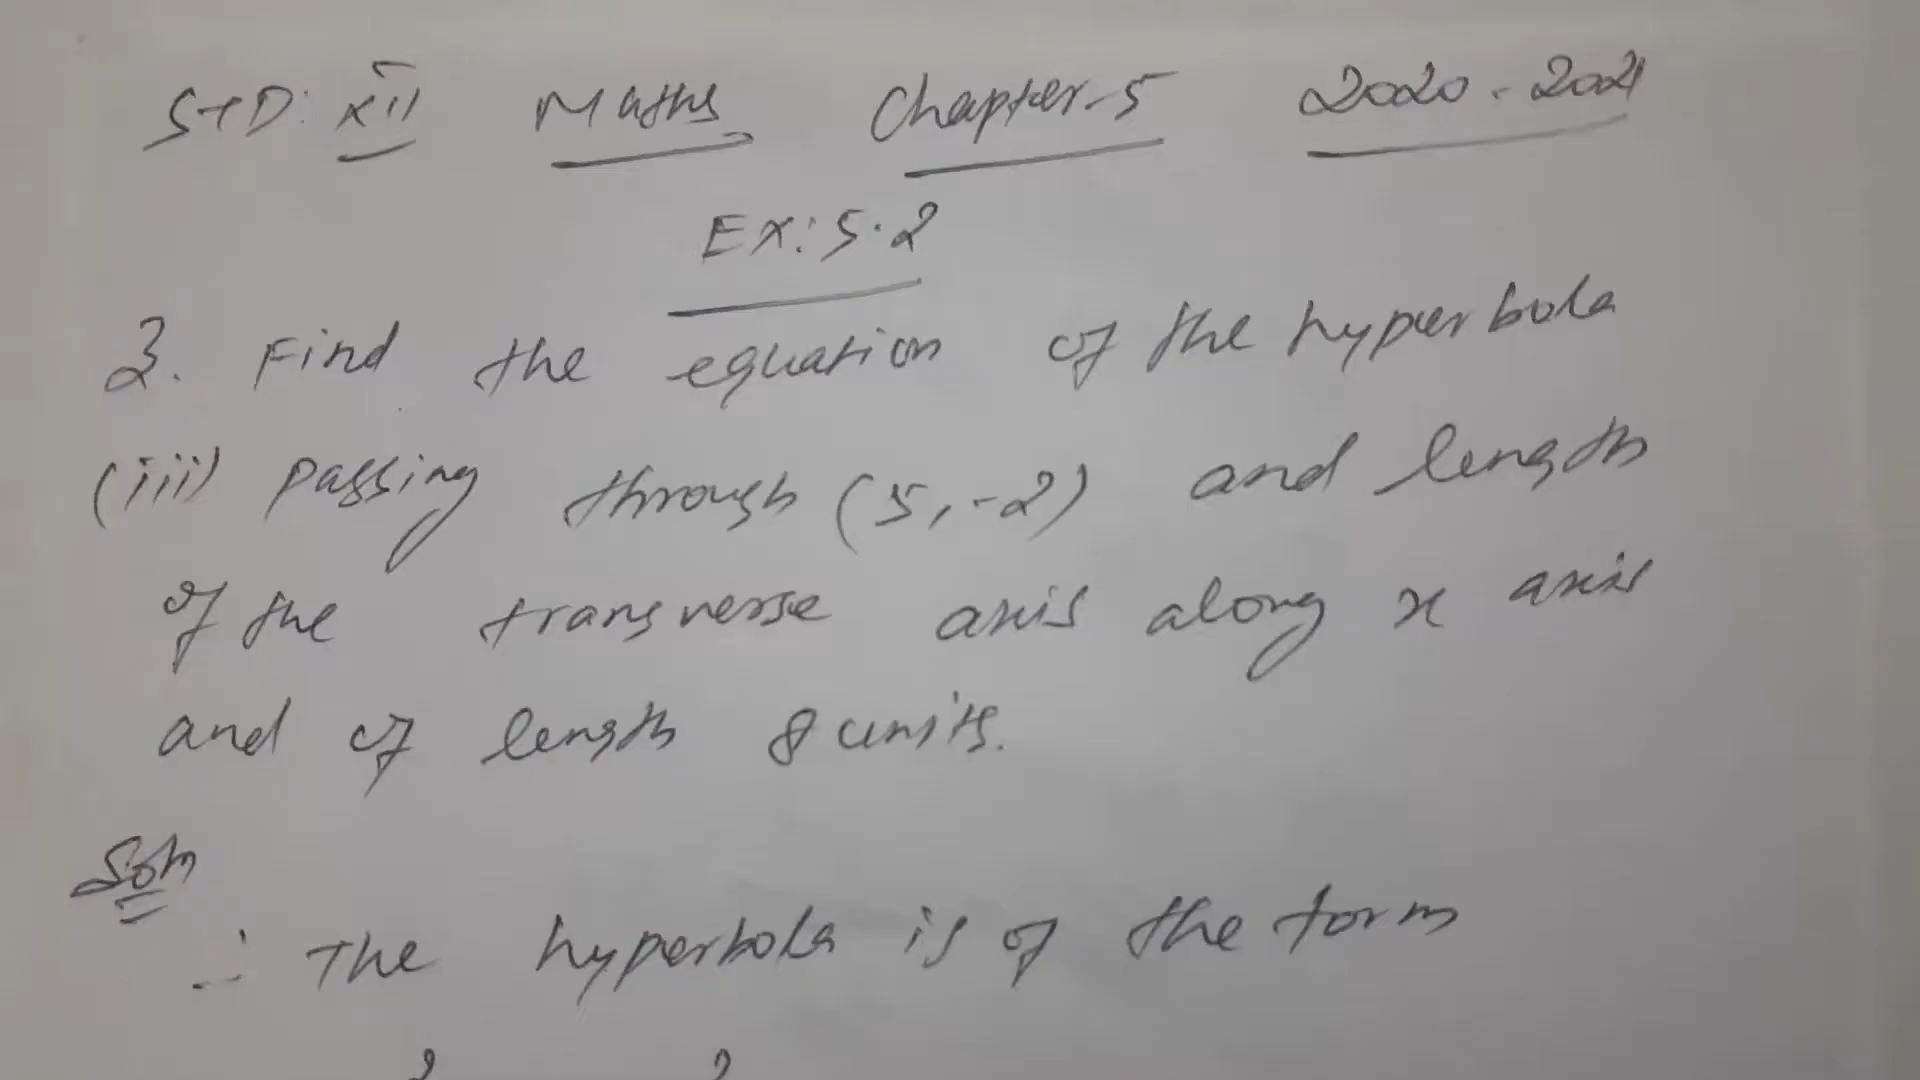 STD: XII Maths Chapter-5 2020-2021
Ex: 5.2
3. Find the equation of the hyperbola
(iii) passing through (5,-2) and length
of the transverse axis along x axis
and of length 8 units.
Soln
∴ The hyperbola is of the form
2 2